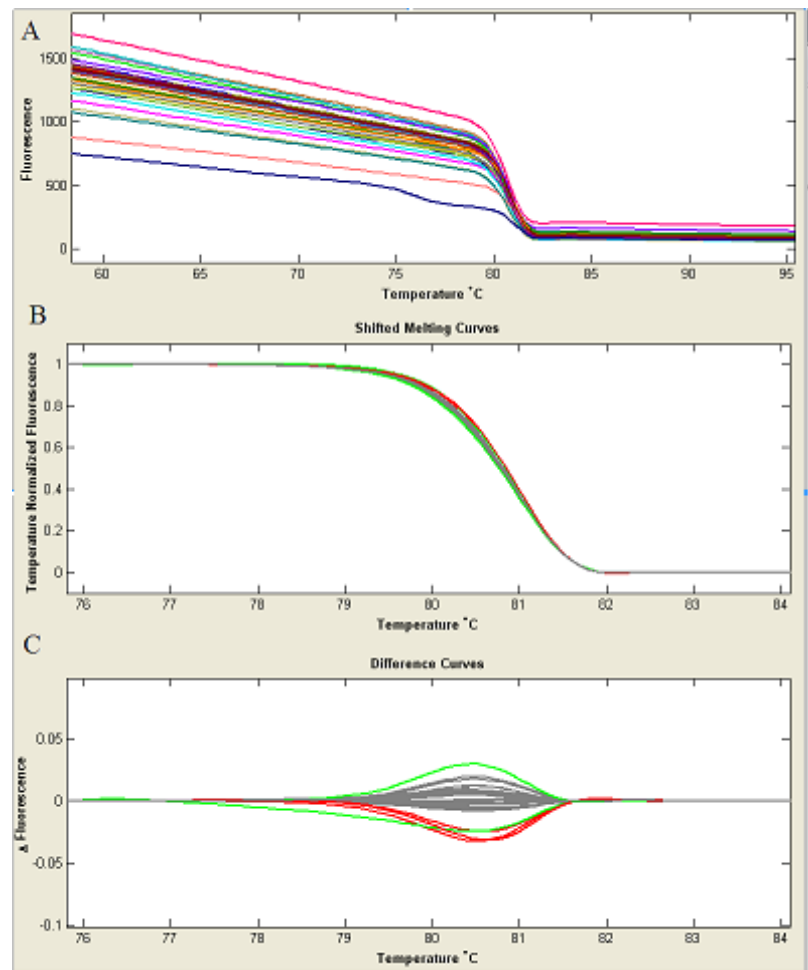 A
Fluorescence
1500
1000
500
0
60 65 70 75 80 85 90 95
Temperature °C
B
Shifted Melting Curves
Temperature Normalized Fluorescence
1
0.8
0.6
0.4
0.2
0
76 77 78 79 80 81 82 83 84
Temperature °C
C
Difference Curves
Δ Fluorescence
0.05
0
-0.05
-0.1
76 77 78 79 80 81 82 83 84
Temperature °C